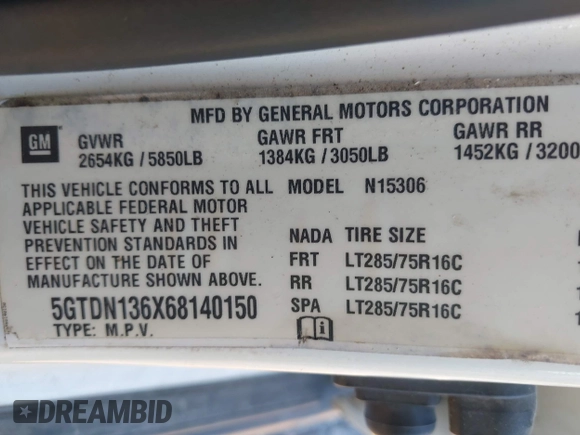 MFD BY GENERAL MOTORS CORPORATION
GM
GVWR GAWR FRT GAWR RR
2654KG / 5850LB 1384KG / 3050LB 1452KG / 3200
THIS VEHICLE CONFORMS TO ALL
APPLICABLE FEDERAL MOTOR
VEHICLE SAFETY AND THEFT
PREVENTION STANDARDS IN
EFFECT ON THE DATE OF
MANUFACTURE SHOWN ABOVE.
5GTDN136X68140150
TYPE: M.P.V.
MODEL N15306
NADA TIRE SIZE
FRT LT285/75R16C
RR LT285/75R16C
SPA LT285/75R16C
DREAMBID